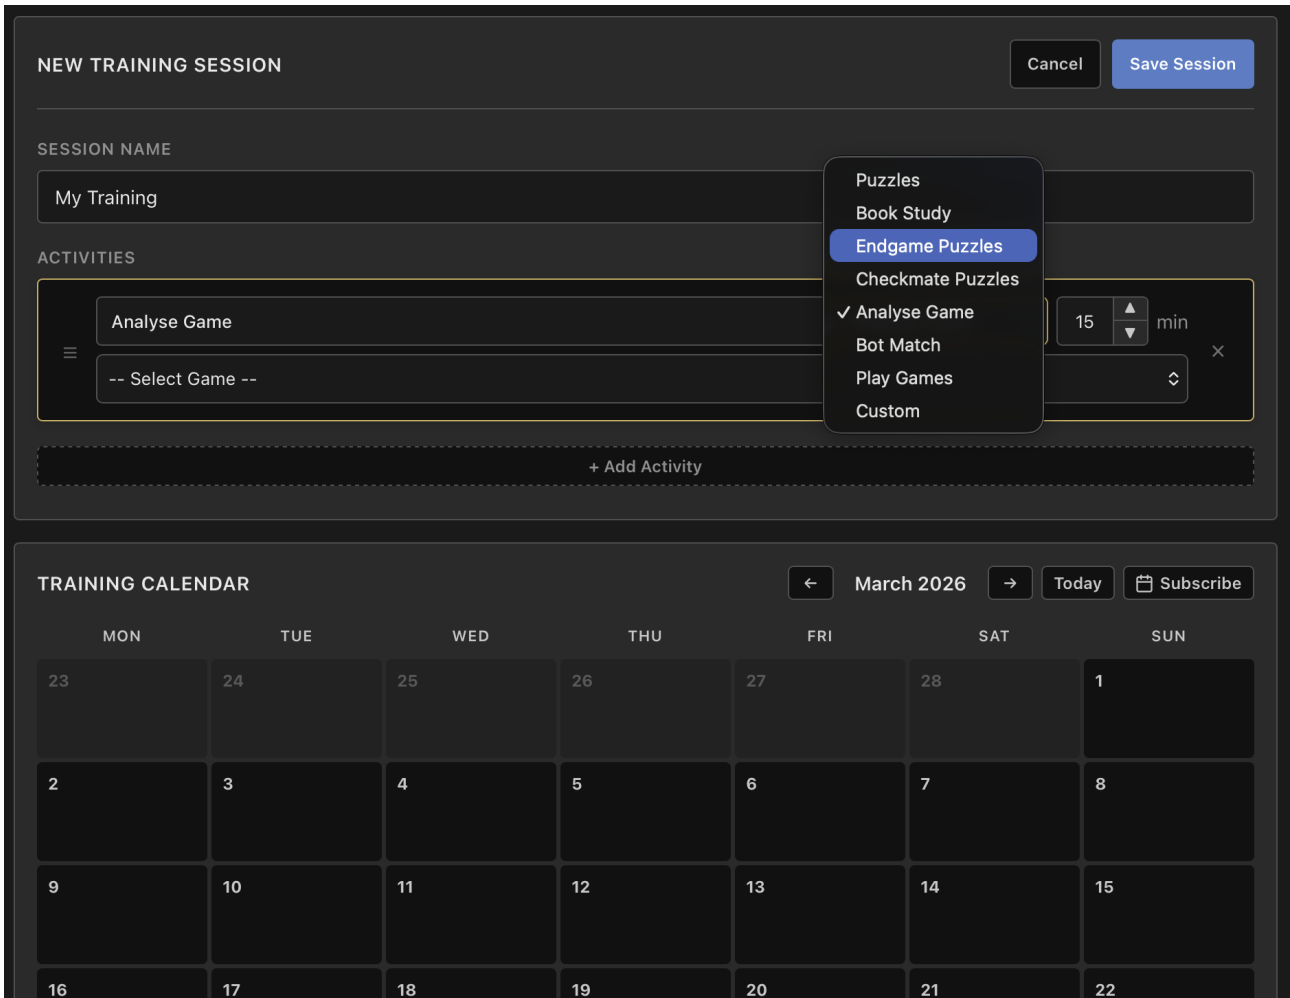 NEW TRAINING SESSION
Cancel
Save Session
SESSION NAME
My Training
ACTIVITIES
Analyse Game
15
▲
▼
min
×
-- Select Game --
Puzzles
Book Study
Endgame Puzzles
Checkmate Puzzles
✓ Analyse Game
Bot Match
Play Games
Custom
+ Add Activity
TRAINING CALENDAR
←
March 2026
→
Today
Subscribe
MON TUE WED THU FRI SAT SUN
23 24 25 26 27 28 1
2 3 4 5 6 7 8
9 10 11 12 13 14 15
16 17 18 19 20 21 22